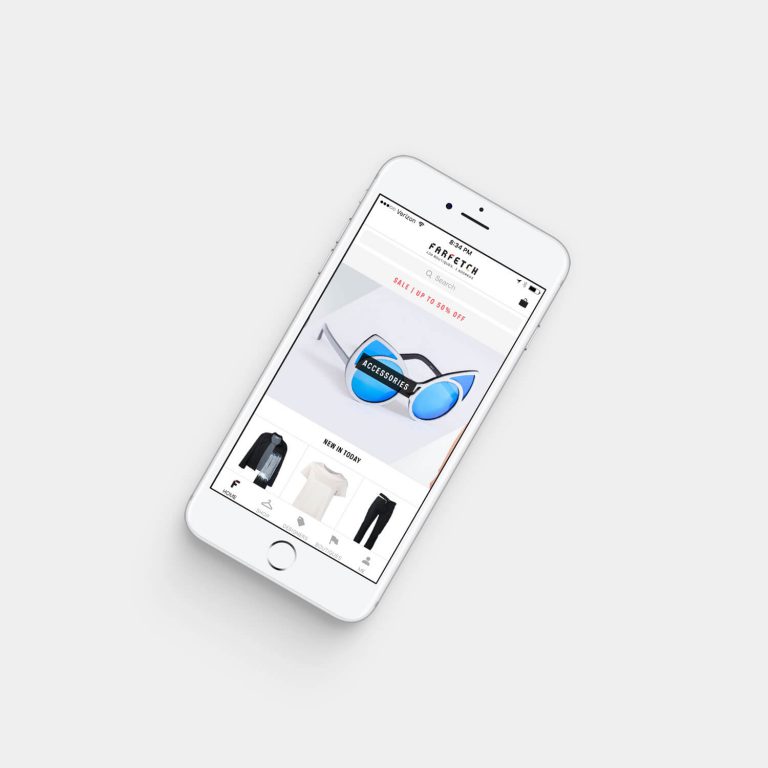 Verizon
8:34 PM
FARFETCH
Search
SALE | UP TO 50% OFF
ACCESSORIES
NEW IN TODAY
HOME
SHOP
DESIGNERS
BOUTIQUES
ME